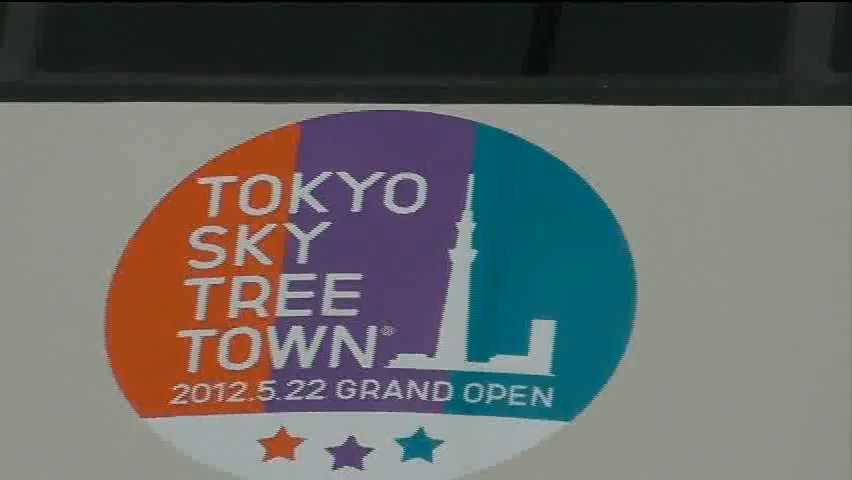 TOKYO
SKY
TREE
TOWN®
2012.5.22 GRAND OPEN